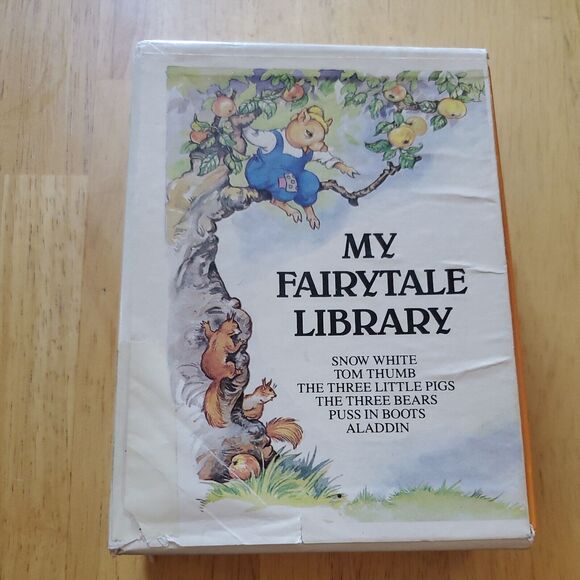 MY
FAIRYTALE
LIBRARY
SNOW WHITE
TOM THUMB
THE THREE LITTLE PIGS
THE THREE BEARS
PUSS IN BOOTS
ALADDIN